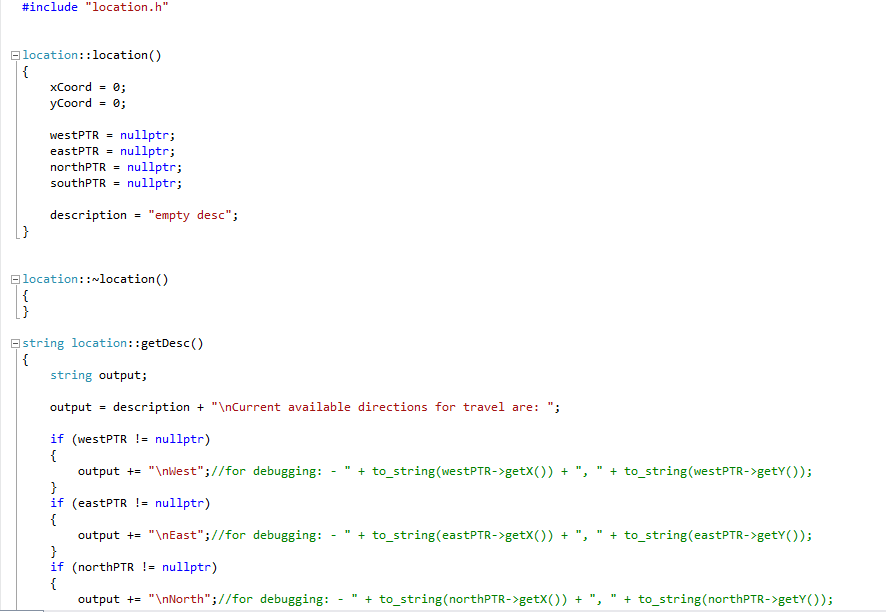 #include "location.h"
location::location()
{
    xCoord = 0;
    yCoord = 0;
    westPTR = nullptr;
    eastPTR = nullptr;
    northPTR = nullptr;
    southPTR = nullptr;
    description = "empty desc";
}
location::~location()
{
}
string location::getDesc()
{
    string output;
    output = description + "\nCurrent available directions for travel are: ";
    if (westPTR != nullptr)
    {
        output += "\nWest";//for debugging: - " + to_string(westPTR->getX()) + ", " + to_string(westPTR->getY());
    }
    if (eastPTR != nullptr)
    {
        output += "\nEast";//for debugging: - " + to_string(eastPTR->getX()) + ", " + to_string(eastPTR->getY());
    }
    if (northPTR != nullptr)
    {
        output += "\nNorth";//for debugging: - " + to_string(northPTR->getX()) + ", " + to_string(northPTR->getY());